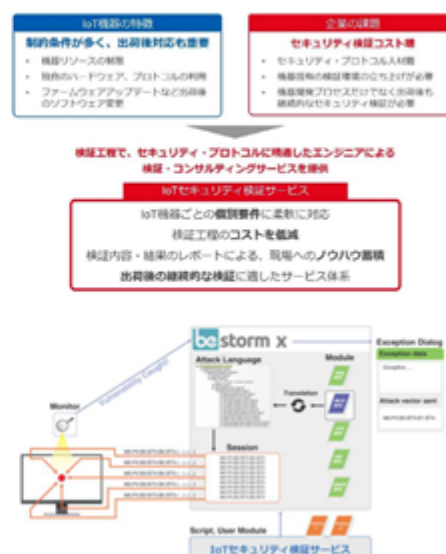 IoT機器の特徴
制約条件が多く、出荷後対応も重要
• 機器リソースの制限
• 独自のハードウェア、プロトコルの利用
• ファームウェアアップデートなど出荷後
のソフトウェア変更
企業の課題
セキュリティ検証コスト増
• セキュリティ・プロトコル人材難
• 機器固有の検証環境の立ち上げが必要
• 機器開発プロセスだけでなく出荷後も
継続的なセキュリティ検証が必要
検証工程で、セキュリティ・プロトコルに精通したエンジニアによる
検証・コンサルティングサービスを提供
IoTセキュリティ検証サービス
IoT機器ごとの個別要件に柔軟に対応
検証工程のコストを低減
検証内容・結果のレポートによる、現場へのノウハウ蓄積
出荷後の継続的な検証に適したサービス体系
be storm x
Vulnerability Caught!
Monitor
Attack Language
Translation
Module
Session
Exception Dialog
Exception data
Exception...
Attack vector sent
Script, User Module
IoTセキュリティ検証サービス